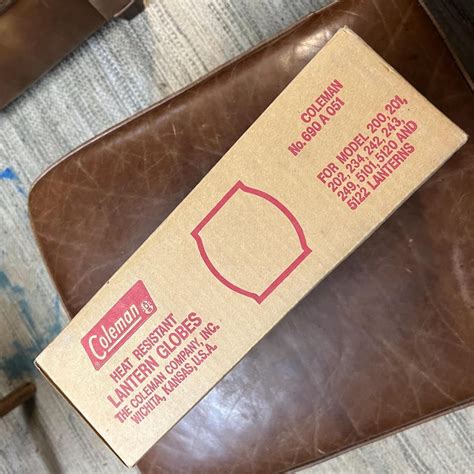 Coleman
HEAT RESISTANT
LANTERN GLOBES
THE COLEMAN COMPANY, INC.
WICHITA, KANSAS, U.S.A.
COLEMAN
No. 690 A 051
FOR MODEL 200, 201,
202, 234, 242, 243,
249, 5101, 5120 AND
5122 LANTERNS